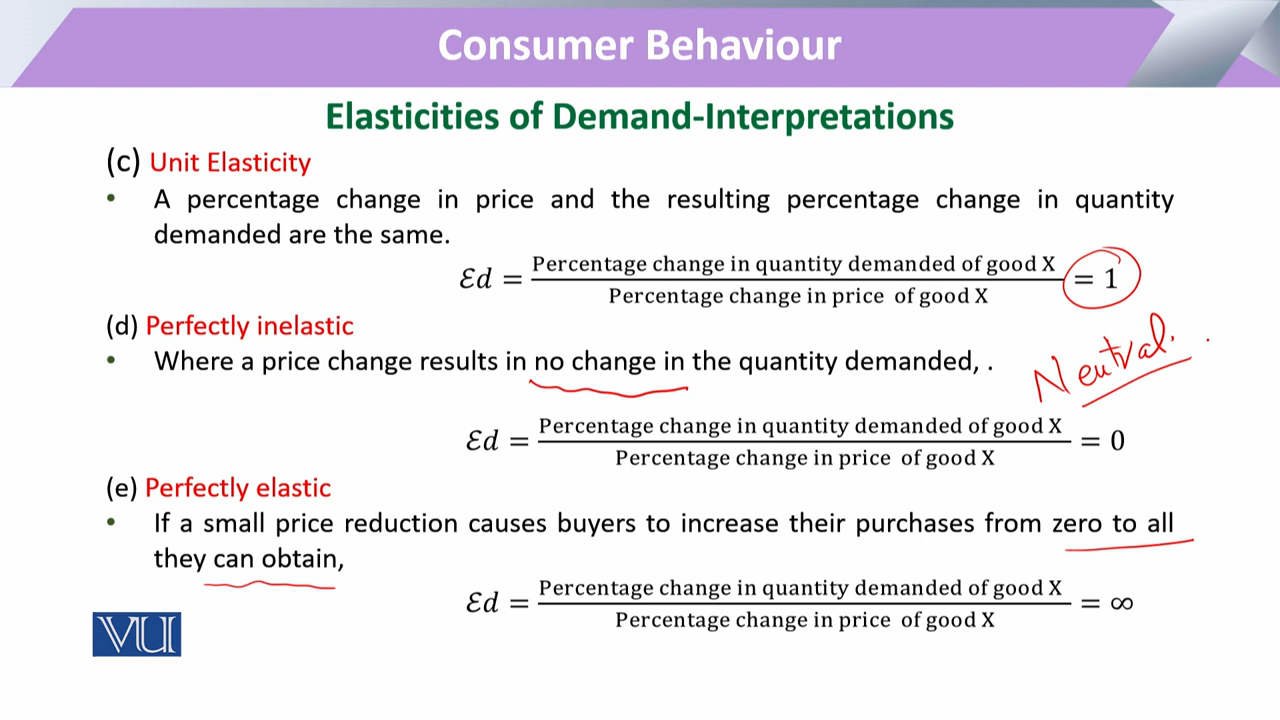 Consumer Behaviour
Elasticities of Demand-Interpretations
(c) Unit Elasticity
• A percentage change in price and the resulting percentage change in quantity
demanded are the same.
Ɛd = Percentage change in quantity demanded of good X / Percentage change in price of good X = 1
(d) Perfectly inelastic
• Where a price change results in no change in the quantity demanded, .
Neutral.
Ɛd = Percentage change in quantity demanded of good X / Percentage change in price of good X = 0
(e) Perfectly elastic
• If a small price reduction causes buyers to increase their purchases from zero to all
they can obtain,
Ɛd = Percentage change in quantity demanded of good X / Percentage change in price of good X = ∞
VU